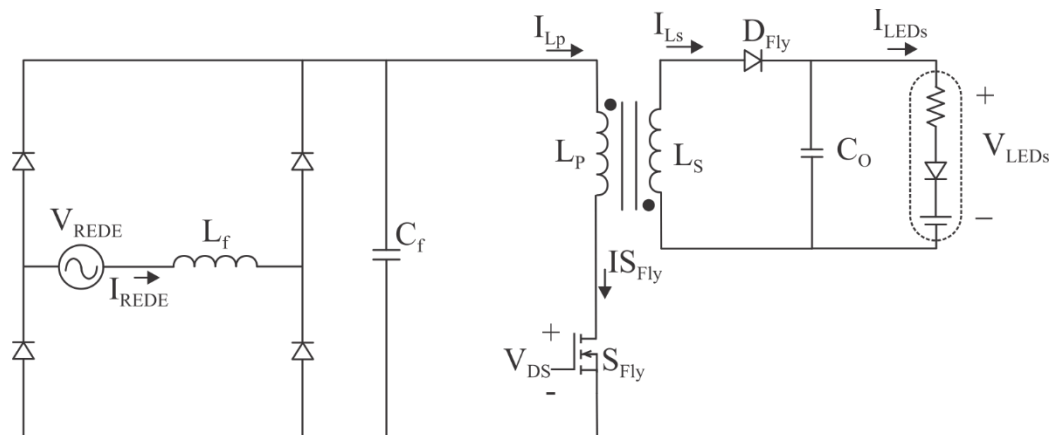 I_Lp
I_Ls
D_Fly
I_LEDs
L_P
L_S
C_O
+
V_LEDs
−
V_REDE
L_f
C_f
I_REDE
IS_Fly
+
V_DS
S_Fly
-